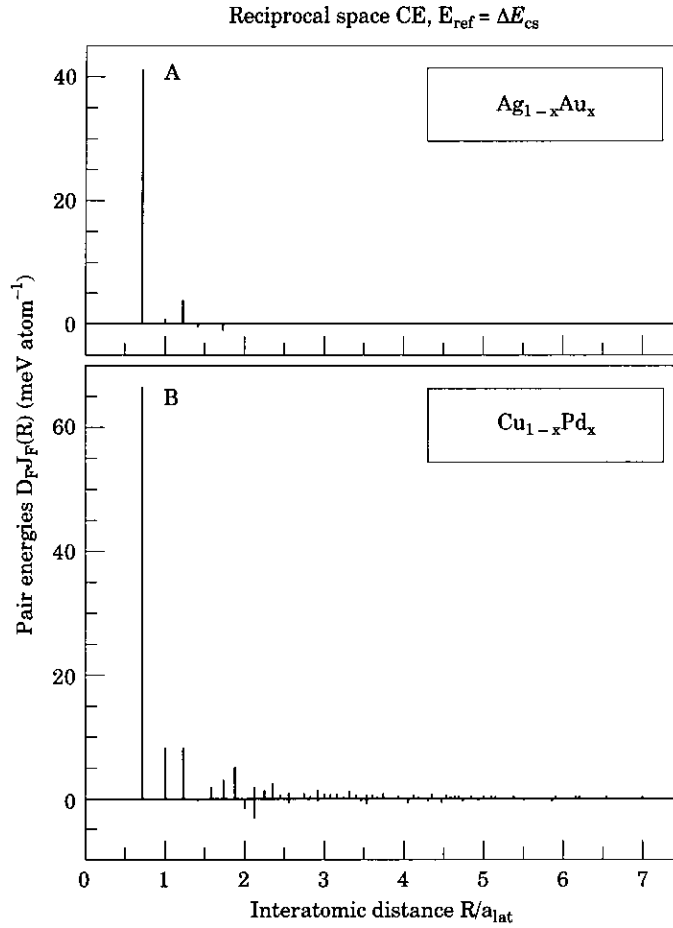 Reciprocal space CE, E_ref = ΔE_cs
A
Ag_{1−x}Au_x
40
20
0
B
Cu_{1−x}Pd_x
60
40
20
0
Pair energies D_F J_F(R) (meV atom⁻¹)
0 1 2 3 4 5 6 7
Interatomic distance R/a_lat